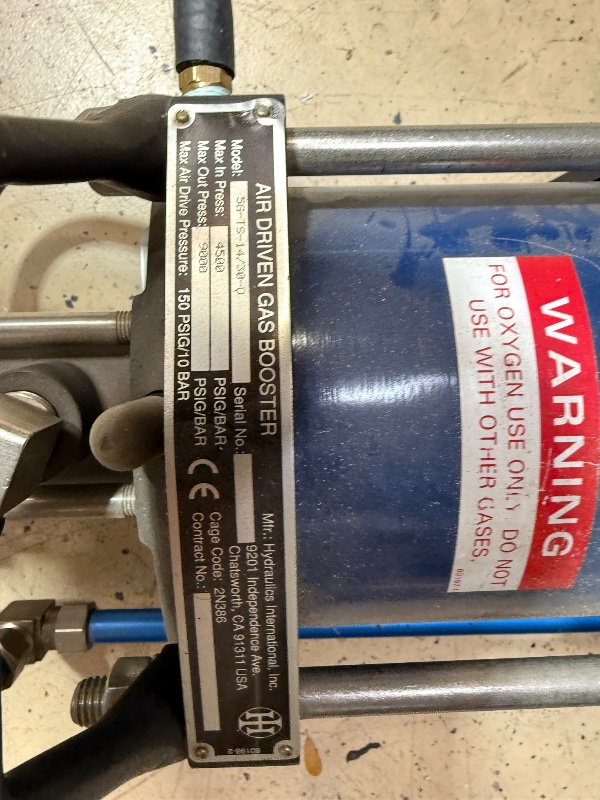 AIR DRIVEN GAS BOOSTER
Model: 5G-TS-14/30-O
Serial No.:
Max In Press: 4500 PSIG/BAR
Max Out Press: 9000 PSIG/BAR
Max Air Drive Pressure: 150 PSIG/10 BAR
CE
Mfr.: Hydraulics International, Inc.
9201 Independence Ave.
Chatsworth, CA 91311 USA
Cage Code: 2N386
Contract No.:
HII
80198-2
WARNING
FOR OXYGEN USE ONLY DO NOT
USE WITH OTHER GASES.